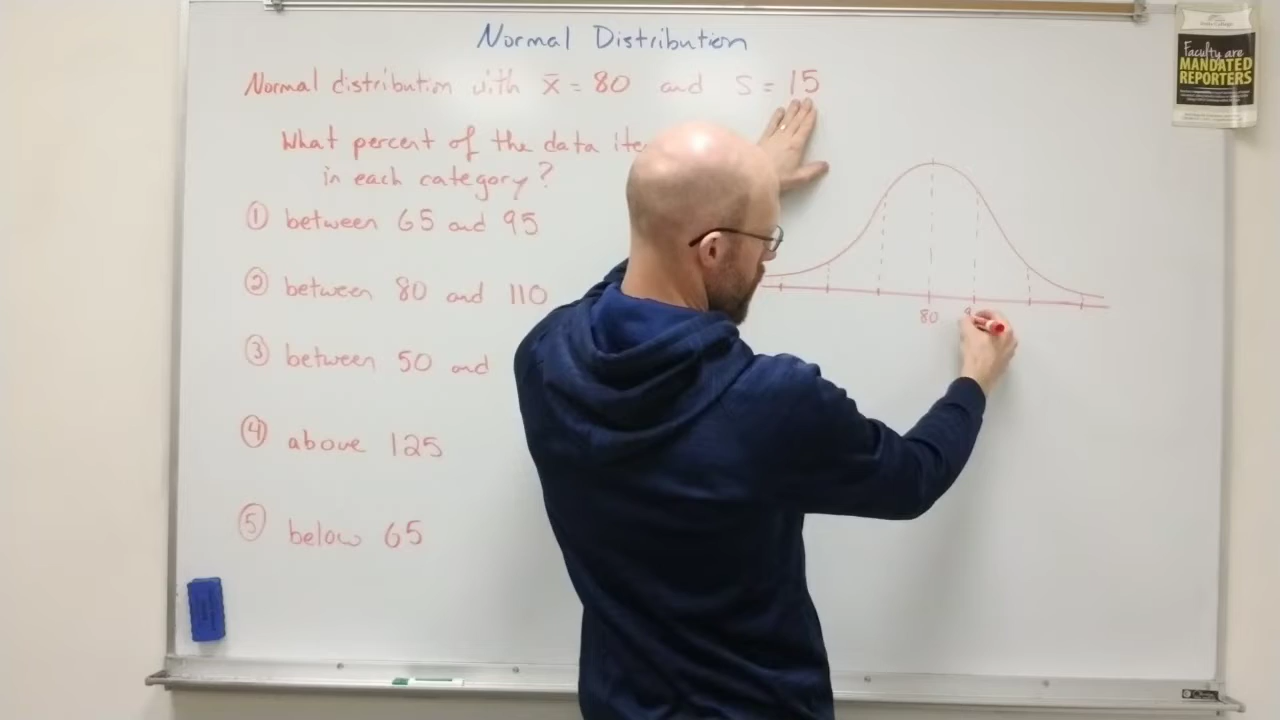 Normal Distribution
Normal distribution with x̄ = 80 and S = 15
What percent of the data
in each category?
① between 65 and 95
② between 80 and 110
③ between 50 and
④ above 125
⑤ below 65
80
Faculty are
MANDATED
REPORTERS